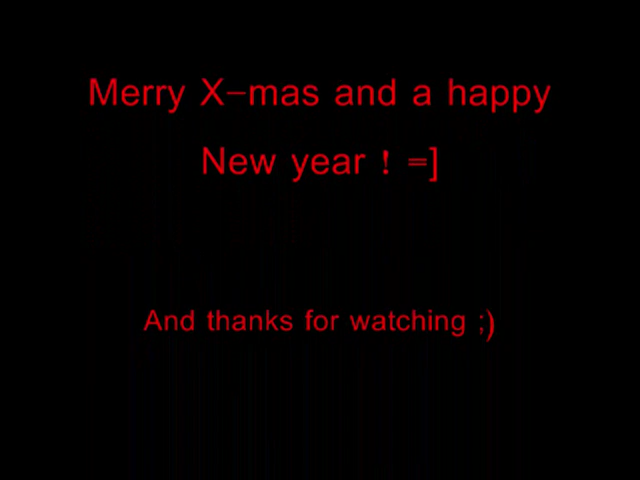 Merry X-mas and a happy
New year ! =]
And thanks for watching ;)